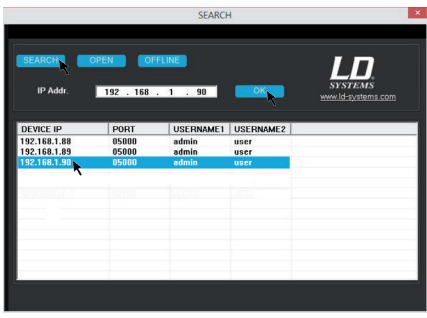 SEARCH
SEARCH OPEN OFFLINE
IP Addr. 192 . 168 . 1 . 90 OK
LD
SYSTEMS
www.ld-systems.com
DEVICE IP PORT USERNAME1 USERNAME2
192.168.1.88 05000 admin user
192.168.1.89 05000 admin user
192.168.1.90 05000 admin user